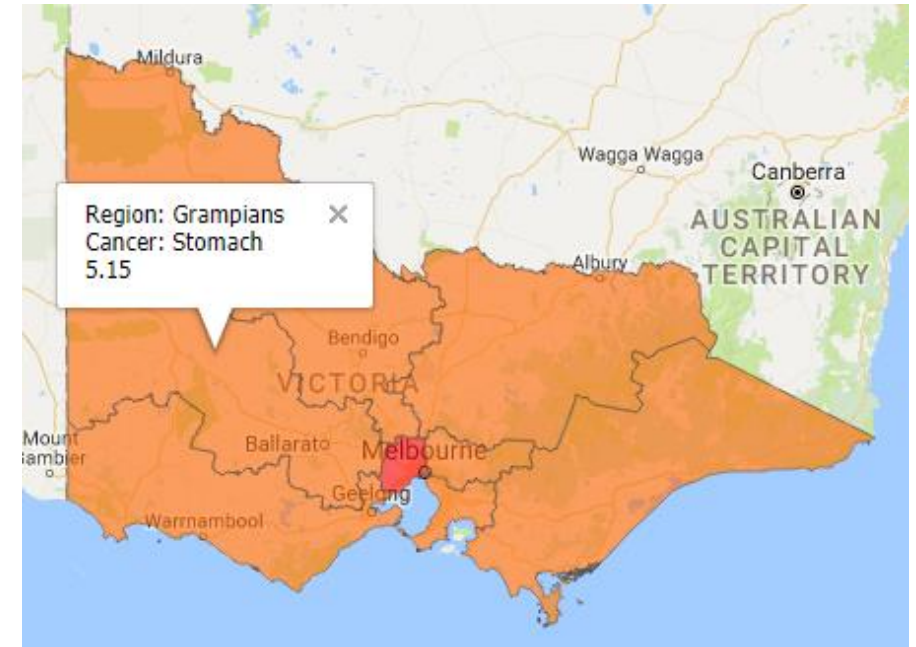 Mildura
Wagga Wagga
Canberra
AUSTRALIAN
CAPITAL
TERRITORY
Region: Grampians
Cancer: Stomach
5.15
Albury
Bendigo
VICTORIA
Mount
Gambier
Ballarat
Melbourne
Geelong
Warrnambool